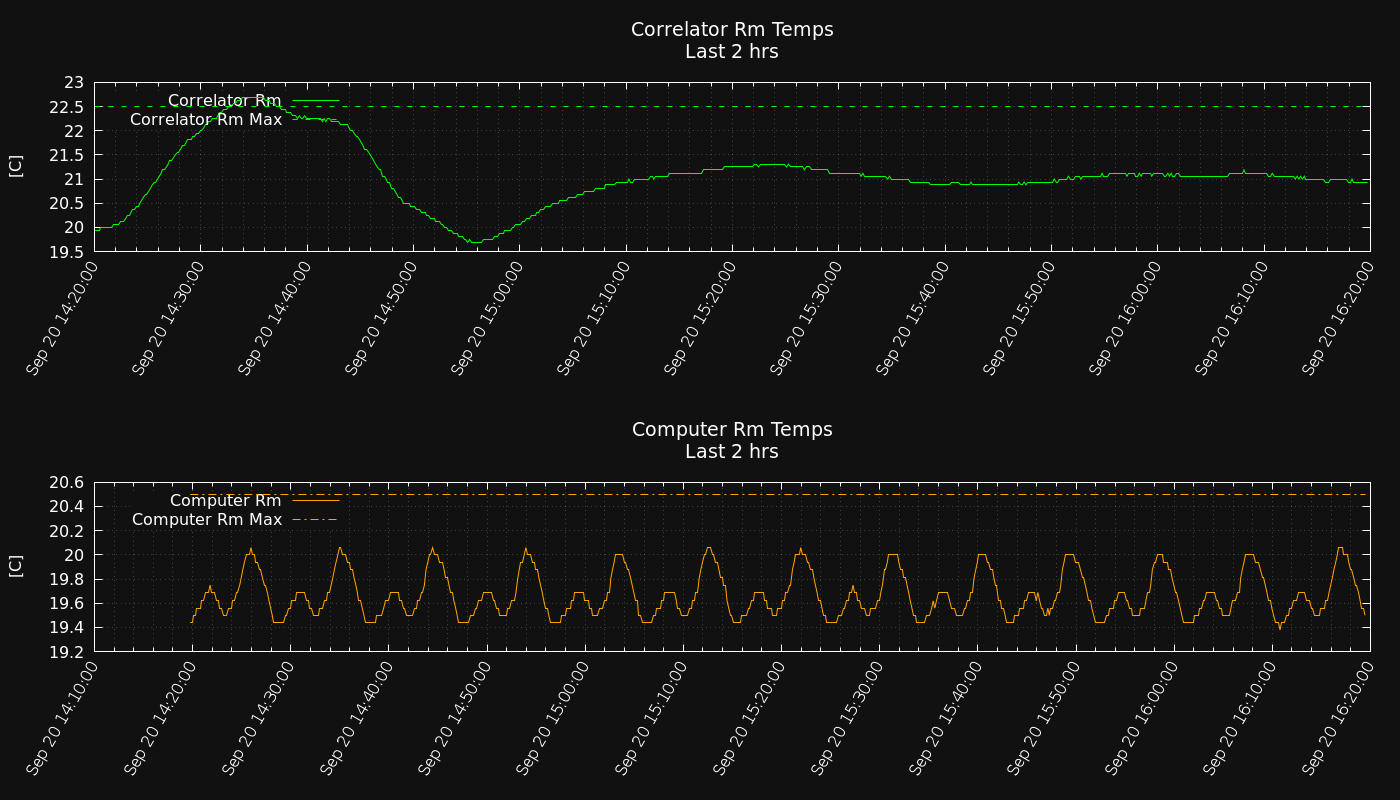 Correlator Rm Temps
Last 2 hrs
[C]
23
22.5
22
21.5
21
20.5
20
19.5
Correlator Rm
Correlator Rm Max
Sep 20 14:20:00
Sep 20 14:30:00
Sep 20 14:40:00
Sep 20 14:50:00
Sep 20 15:00:00
Sep 20 15:10:00
Sep 20 15:20:00
Sep 20 15:30:00
Sep 20 15:40:00
Sep 20 15:50:00
Sep 20 16:00:00
Sep 20 16:10:00
Sep 20 16:20:00
Computer Rm Temps
Last 2 hrs
[C]
20.6
20.4
20.2
20
19.8
19.6
19.4
19.2
Computer Rm
Computer Rm Max
Sep 20 14:10:00
Sep 20 14:20:00
Sep 20 14:30:00
Sep 20 14:40:00
Sep 20 14:50:00
Sep 20 15:00:00
Sep 20 15:10:00
Sep 20 15:20:00
Sep 20 15:30:00
Sep 20 15:40:00
Sep 20 15:50:00
Sep 20 16:00:00
Sep 20 16:10:00
Sep 20 16:20:00